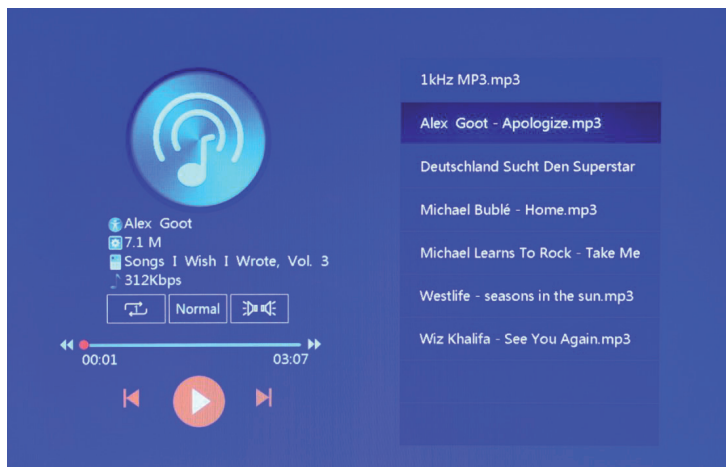 Alex Goot
7.1 M
Songs I Wish I Wrote, Vol. 3
312Kbps
1
Normal
00:01
03:07
1kHz MP3.mp3
Alex Goot - Apologize.mp3
Deutschland Sucht Den Superstar
Michael Bublé - Home.mp3
Michael Learns To Rock - Take Me
Westlife - seasons in the sun.mp3
Wiz Khalifa - See You Again.mp3